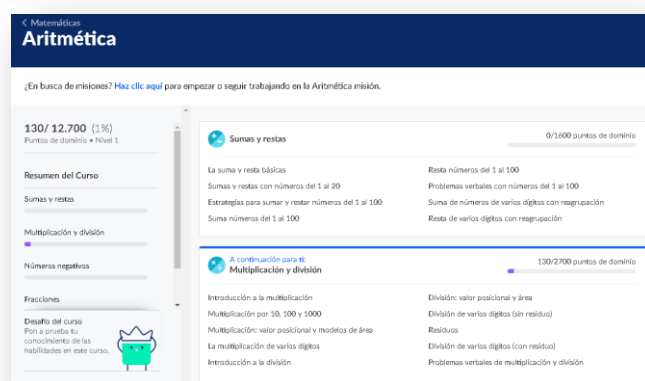 < Matemáticas
Aritmética
¿En busca de misiones? Haz clic aquí para empezar o seguir trabajando en la Aritmética misión.
130/ 12.700 (1%)
Puntos de dominio • Nivel 1
Resumen del Curso
Sumas y restas
Multiplicación y división
Números negativos
Fracciones
Desafío del curso
Pon a prueba tu
conocimiento de las
habilidades en este curso.
Sumas y restas
0/1600 puntos de dominio
La suma y resta básicas
Sumas y restas con números del 1 al 20
Estrategias para sumar y restar números del 1 al 100
Suma números del 1 al 100
Resta números del 1 al 100
Problemas verbales con números del 1 al 100
Suma de números de varios dígitos con reagrupación
Resta de varios dígitos con reagrupación
A continuación para ti:
Multiplicación y división
130/2700 puntos de dominio
Introducción a la multiplicación
Multiplicación por 10, 100 y 1000
Multiplicación: valor posicional y modelos de área
La multiplicación de varios dígitos
Introducción a la división
División: valor posicional y área
División de varios dígitos (sin residuo)
Residuos
División de varios dígitos (con residuo)
Problemas verbales de multiplicación y división